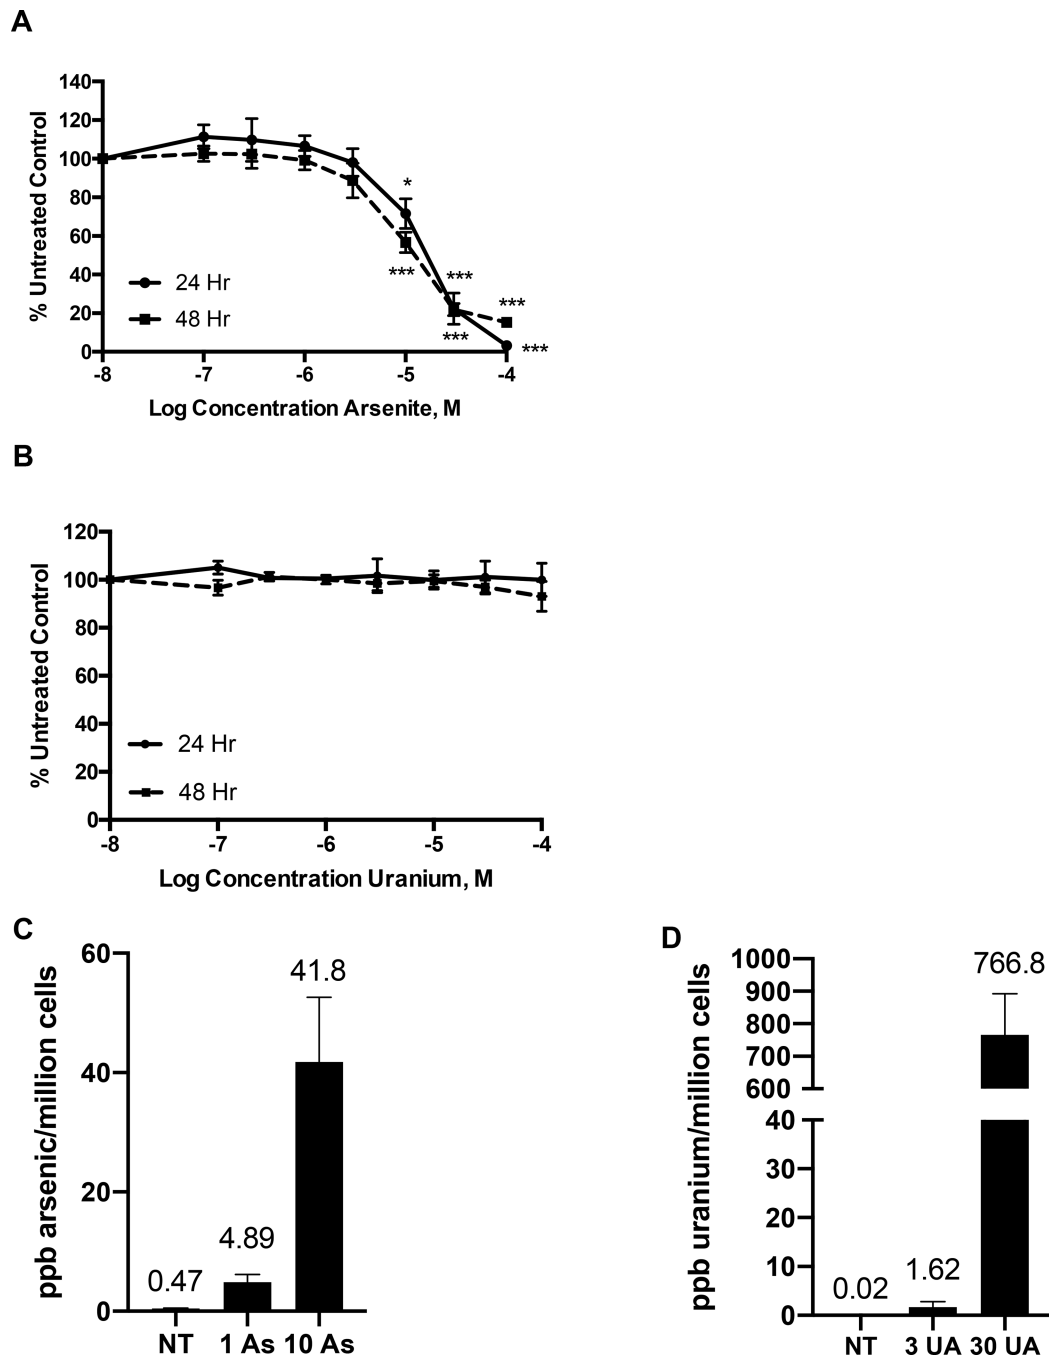 A
140
120
100
80
60
40
20
0
% Untreated Control
*
***
***
***
***
***
24 Hr
48 Hr
-8 -7 -6 -5 -4
Log Concentration Arsenite, M
B
120
100
80
60
40
20
0
% Untreated Control
24 Hr
48 Hr
-8 -7 -6 -5 -4
Log Concentration Uranium, M
C
60
40
20
0
ppb arsenic/million cells
0.47
4.89
41.8
NT 1 As 10 As
D
1000
900
800
700
600
40
30
20
10
0
ppb uranium/million cells
0.02
1.62
766.8
NT 3 UA 30 UA